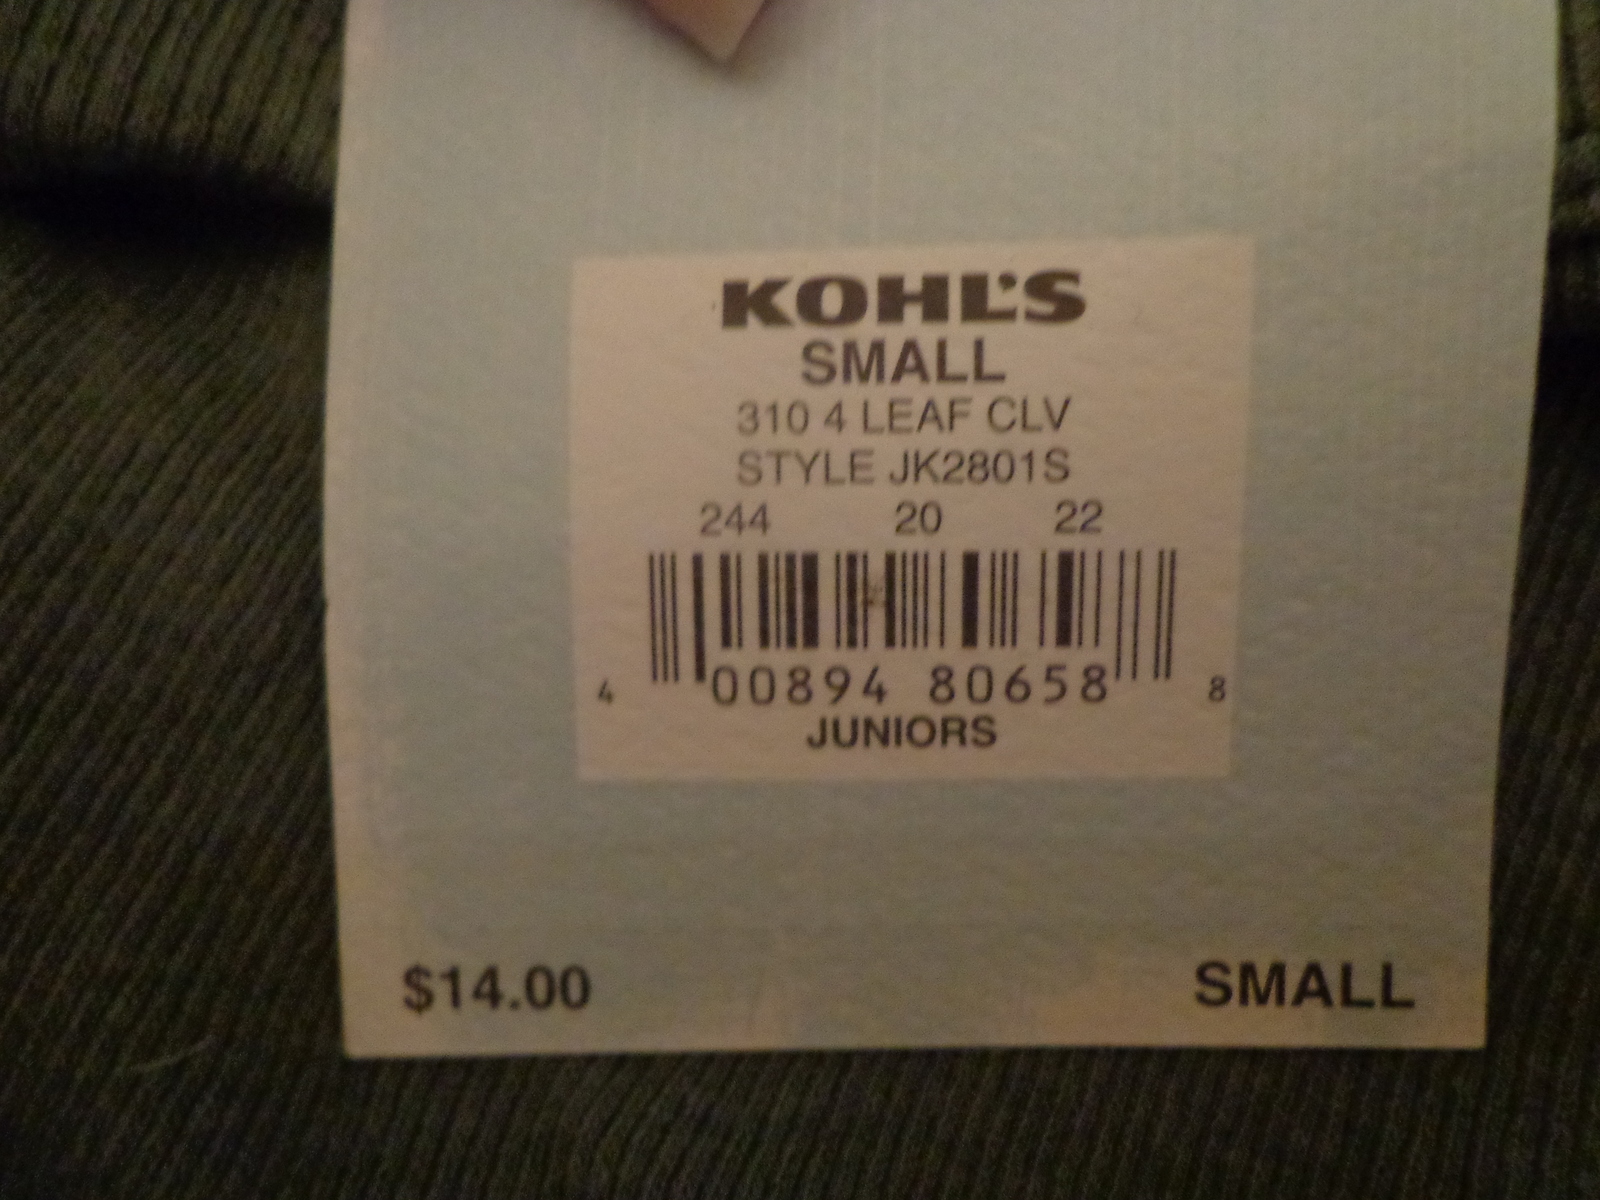 KOHL'S
SMALL
310 4 LEAF CLV
STYLE JK2801S
244 20 22
4 00894 80658 8
JUNIORS
$14.00 SMALL